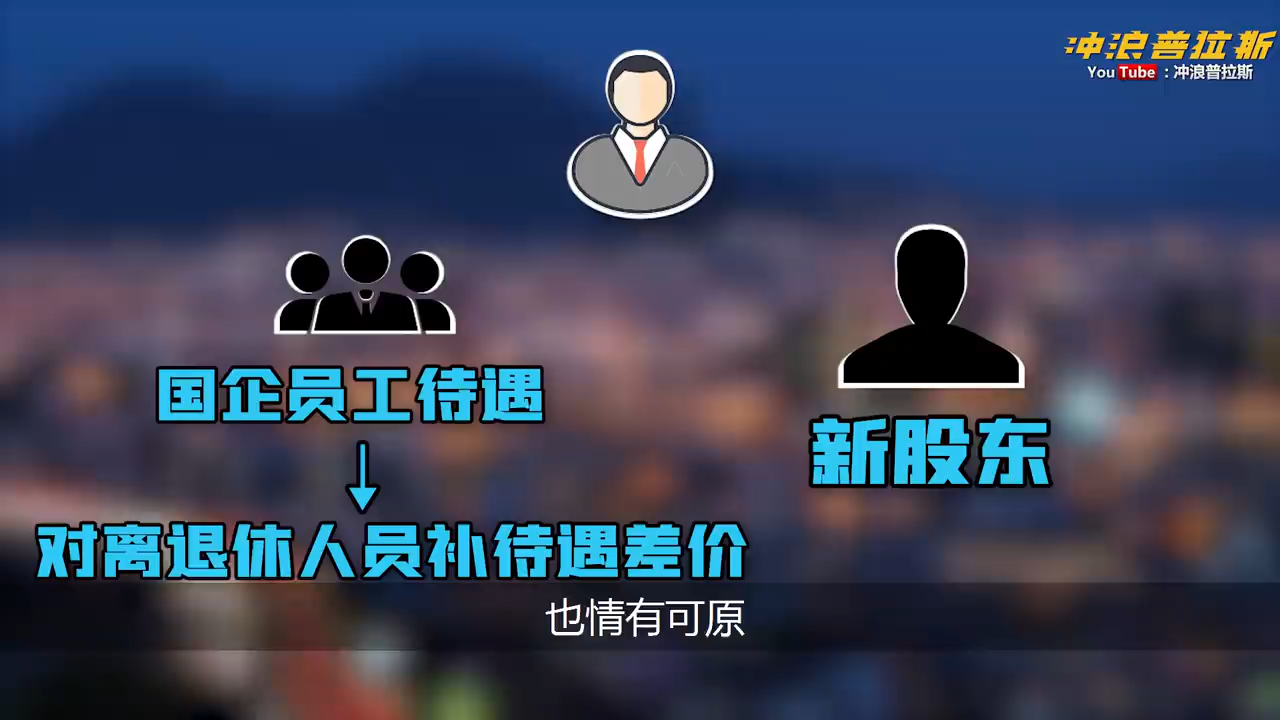 冲浪普拉斯
YouTube：冲浪普拉斯
国企员工待遇
新股东
对离退休人员补待遇差价
也情有可原